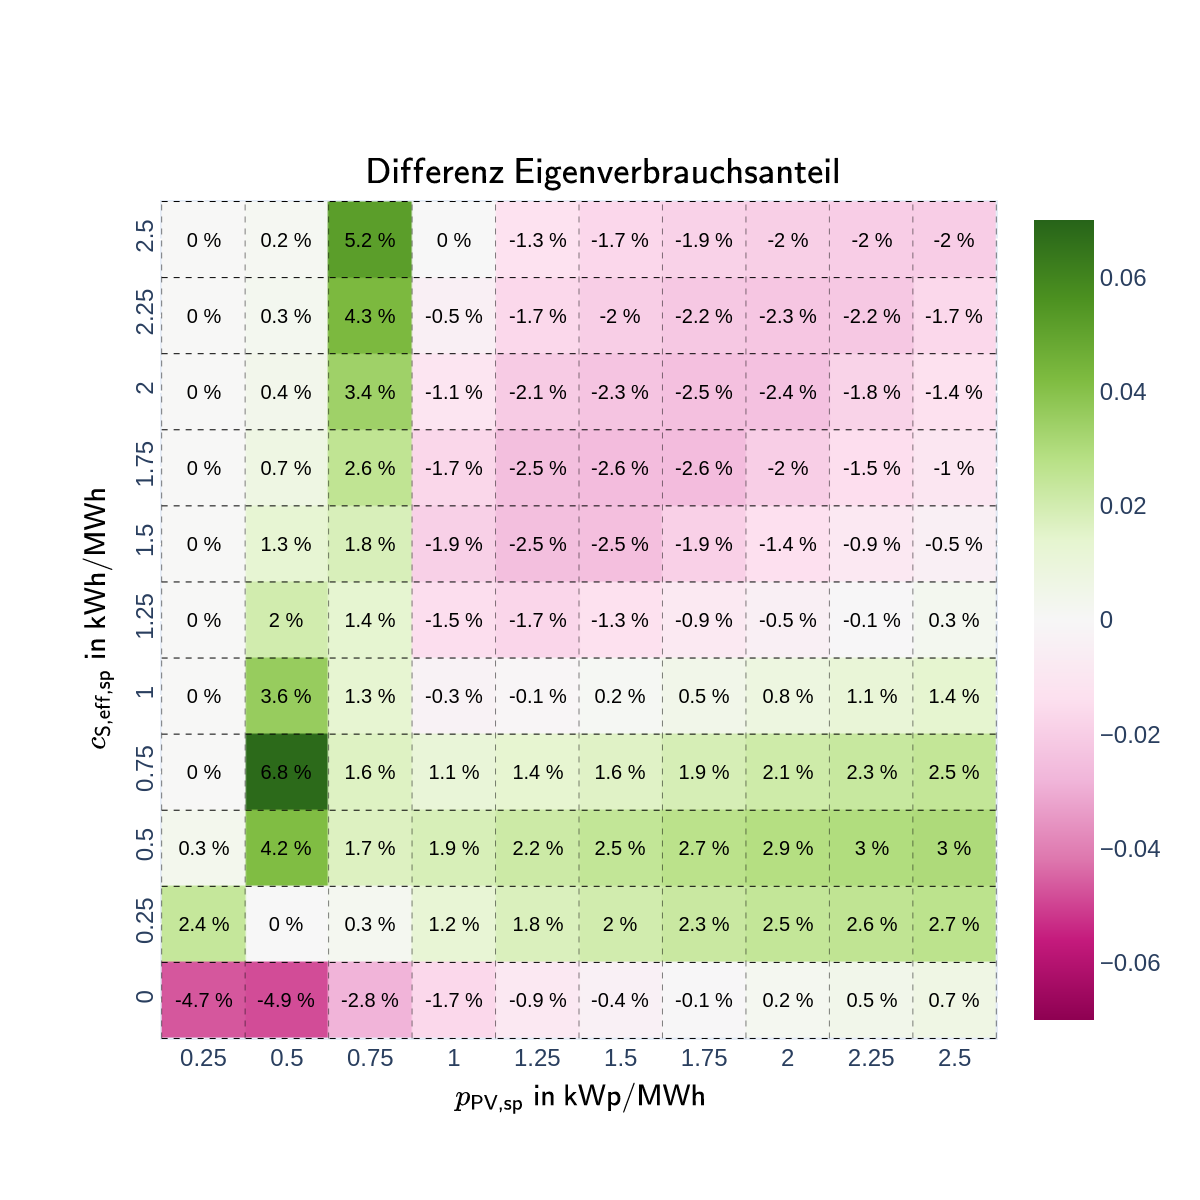 Differenz Eigenverbrauchsanteil
2.5 0 % 0.2 % 5.2 % 0 % -1.3 % -1.7 % -1.9 % -2 % -2 % -2 %
2.25 0 % 0.3 % 4.3 % -0.5 % -1.7 % -2 % -2.2 % -2.3 % -2.2 % -1.7 %
2 0 % 0.4 % 3.4 % -1.1 % -2.1 % -2.3 % -2.5 % -2.4 % -1.8 % -1.4 %
1.75 0 % 0.7 % 2.6 % -1.7 % -2.5 % -2.6 % -2.6 % -2 % -1.5 % -1 %
1.5 0 % 1.3 % 1.8 % -1.9 % -2.5 % -2.5 % -1.9 % -1.4 % -0.9 % -0.5 %
1.25 0 % 2 % 1.4 % -1.5 % -1.7 % -1.3 % -0.9 % -0.5 % -0.1 % 0.3 %
1 0 % 3.6 % 1.3 % -0.3 % -0.1 % 0.2 % 0.5 % 0.8 % 1.1 % 1.4 %
0.75 0 % 6.8 % 1.6 % 1.1 % 1.4 % 1.6 % 1.9 % 2.1 % 2.3 % 2.5 %
0.5 0.3 % 4.2 % 1.7 % 1.9 % 2.2 % 2.5 % 2.7 % 2.9 % 3 % 3 %
0.25 2.4 % 0 % 0.3 % 1.2 % 1.8 % 2 % 2.3 % 2.5 % 2.6 % 2.7 %
0 -4.7 % -4.9 % -2.8 % -1.7 % -0.9 % -0.4 % -0.1 % 0.2 % 0.5 % 0.7 %
0.25 0.5 0.75 1 1.25 1.5 1.75 2 2.25 2.5
p PV,sp in kWp/MWh
c S,eff,sp in kWh/MWh
0.06
0.04
0.02
0
−0.02
−0.04
−0.06